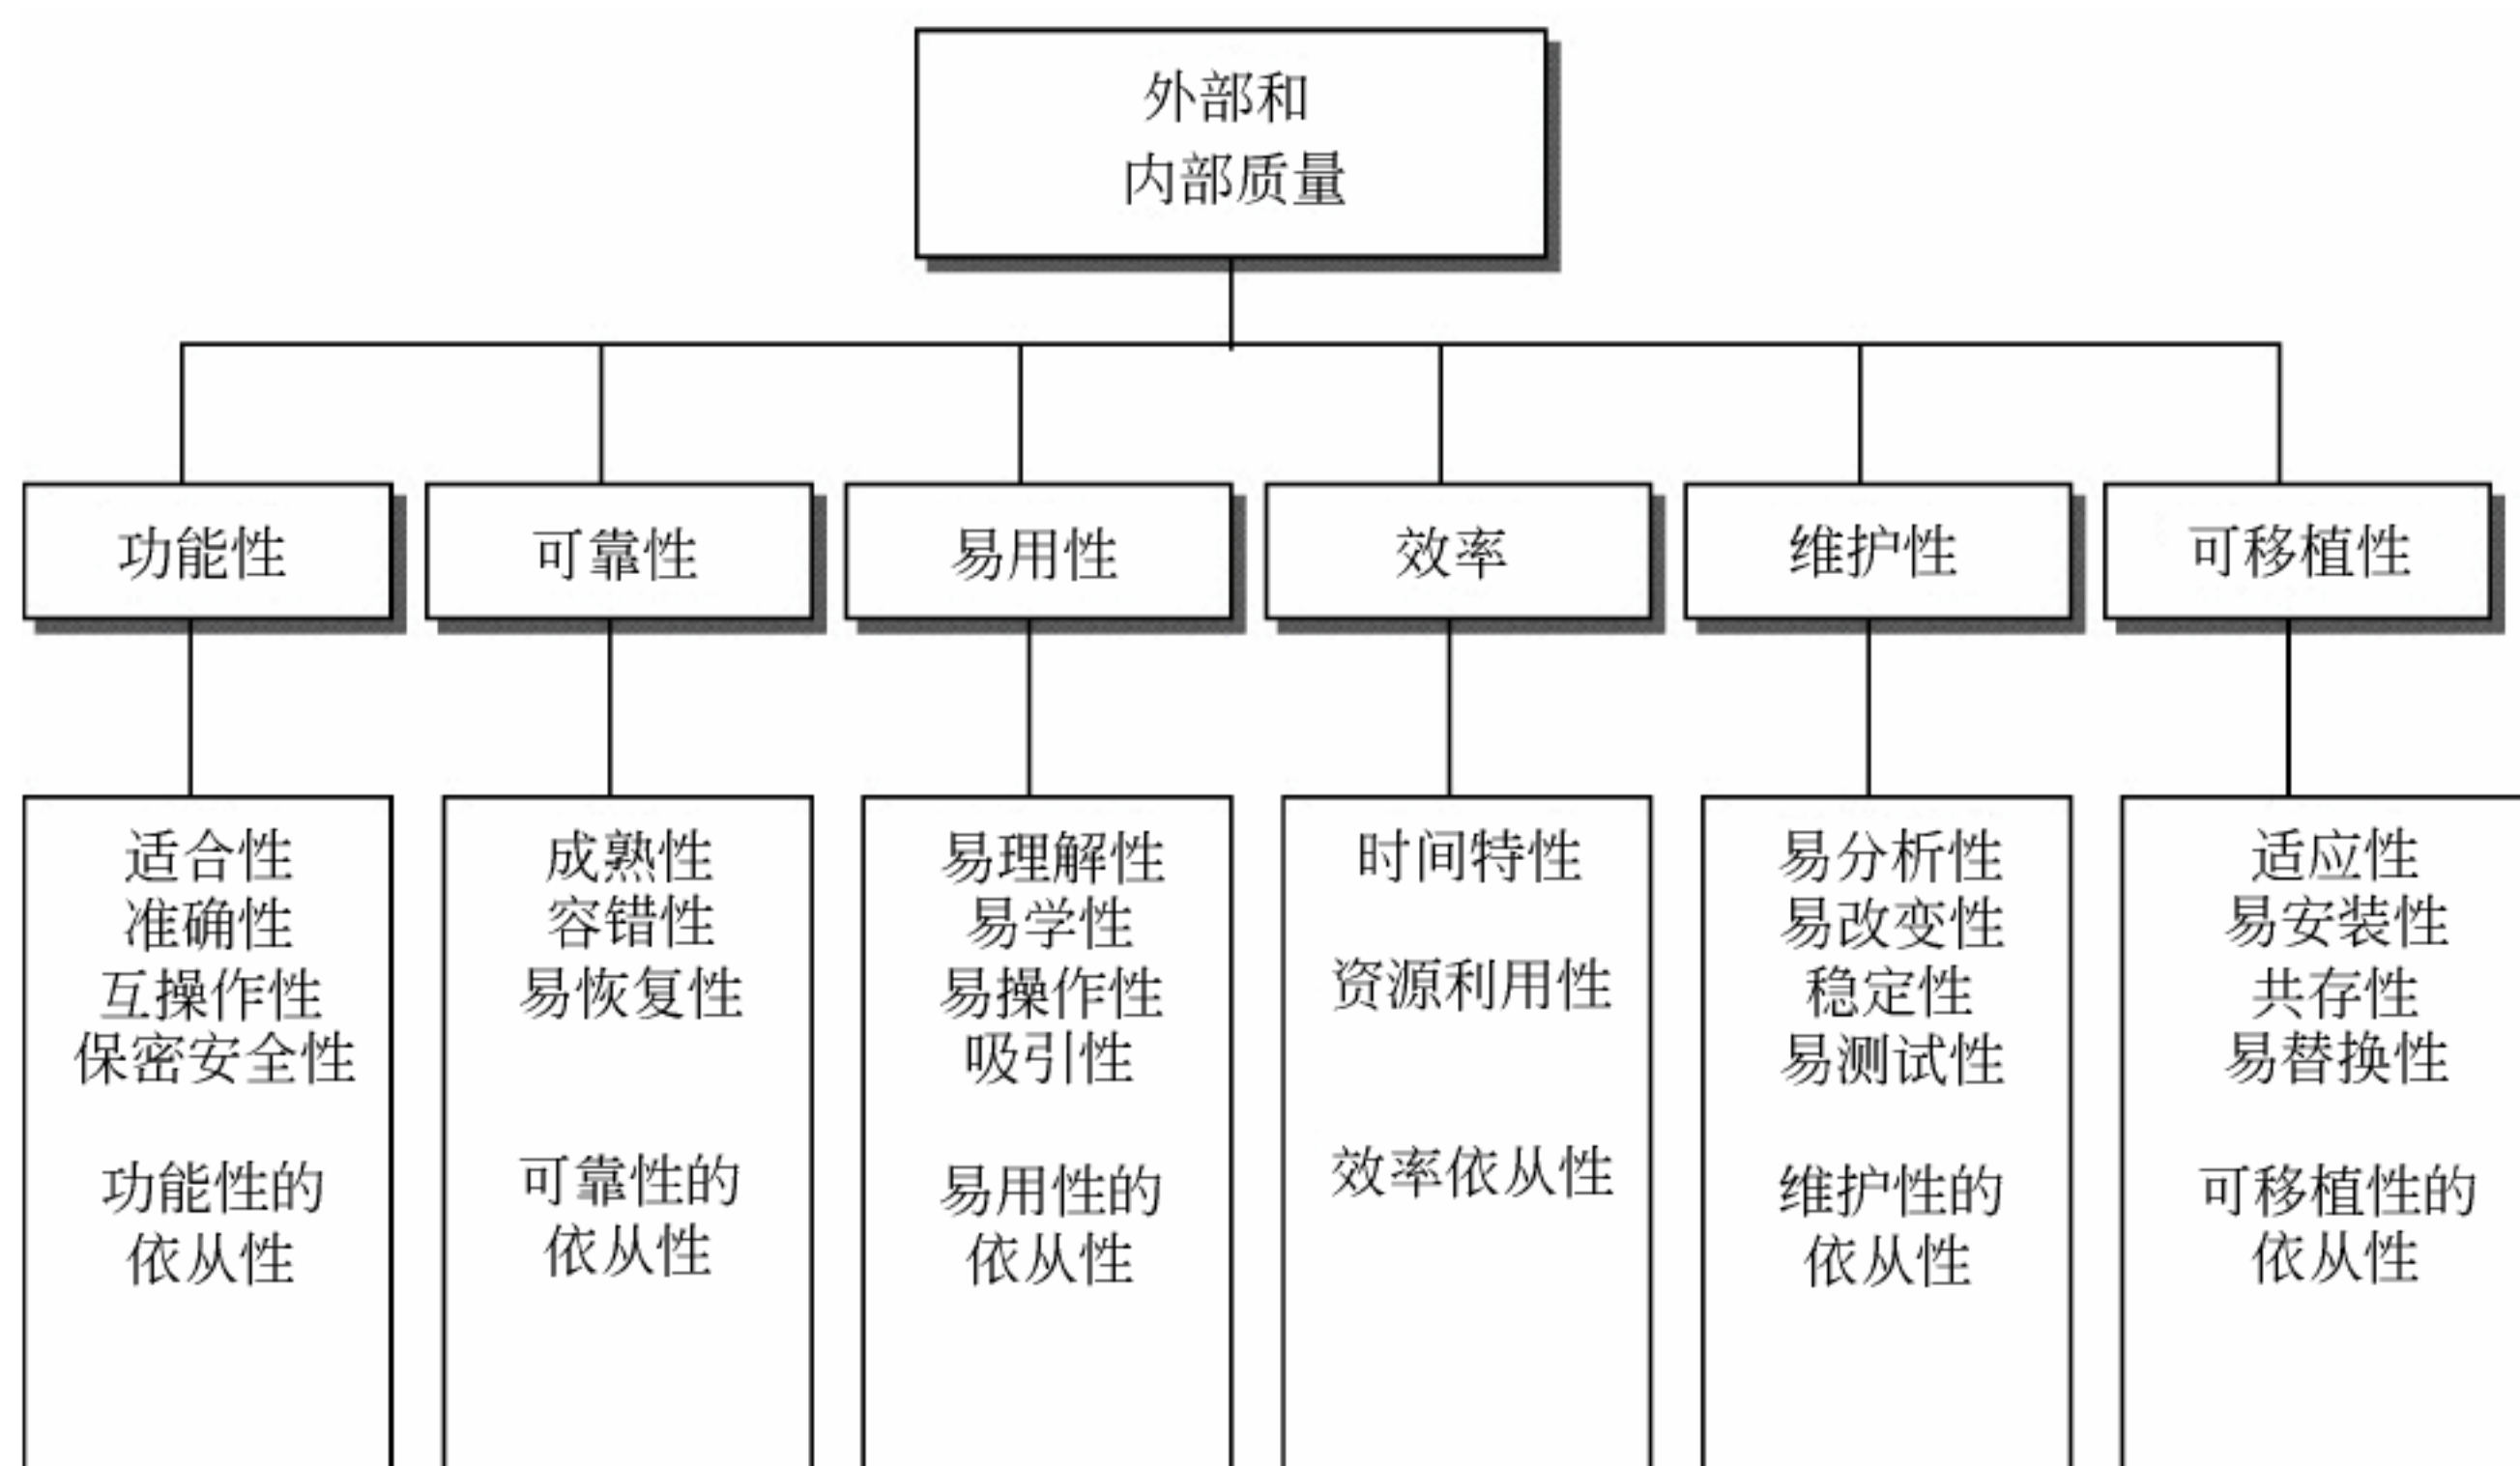 外部和
内部质量
功能性
可靠性
易用性
效率
维护性
可移植性
适合性
准确性
互操作性
保密安全性
功能性的
依从性
成熟性
容错性
易恢复性
可靠性的
依从性
易理解性
易学性
易操作性
吸引性
易用性的
依从性
时间特性
资源利用性
效率依从性
易分析性
易改变性
稳定性
易测试性
维护性的
依从性
适应性
易安装性
共存性
易替换性
可移植性的
依从性